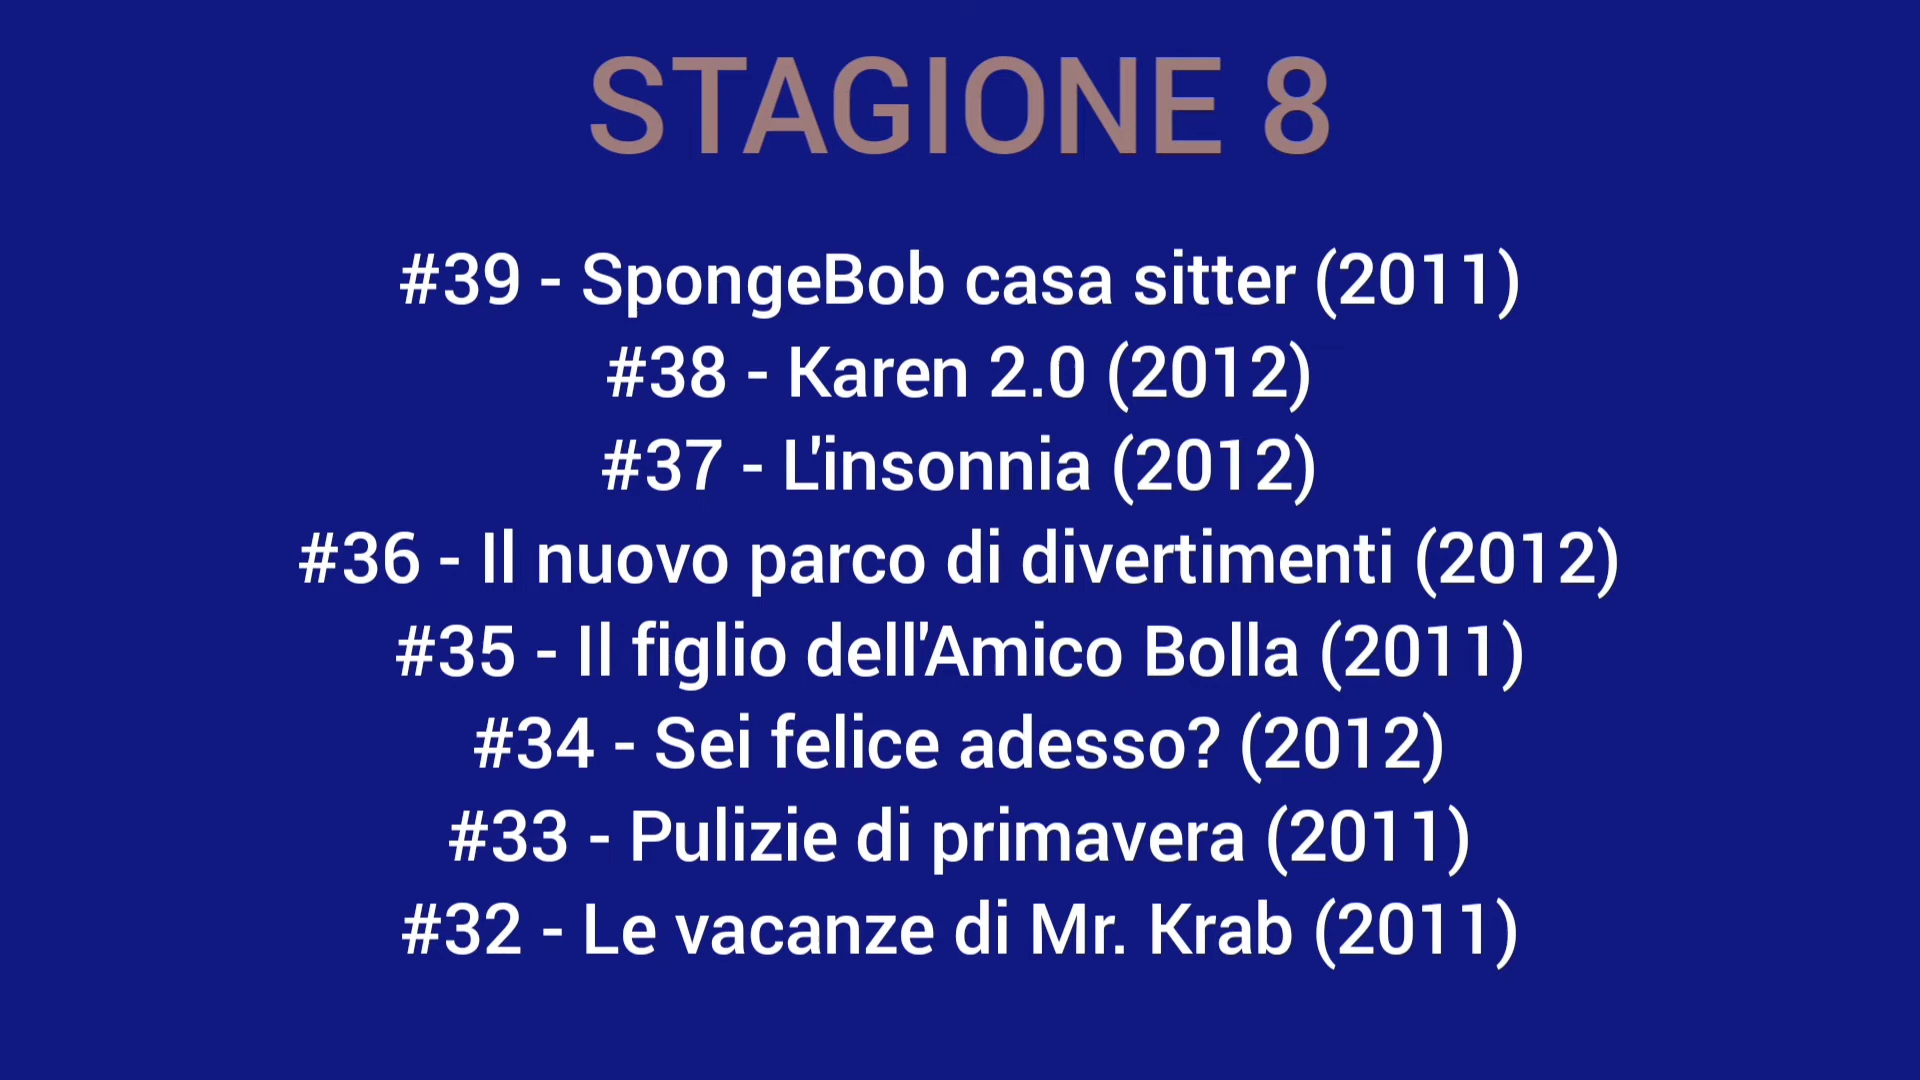 STAGIONE 8
#39 - SpongeBob casa sitter (2011)
#38 - Karen 2.0 (2012)
#37 - L'insonnia (2012)
#36 - Il nuovo parco di divertimenti (2012)
#35 - Il figlio dell'Amico Bolla (2011)
#34 - Sei felice adesso? (2012)
#33 - Pulizie di primavera (2011)
#32 - Le vacanze di Mr. Krab (2011)